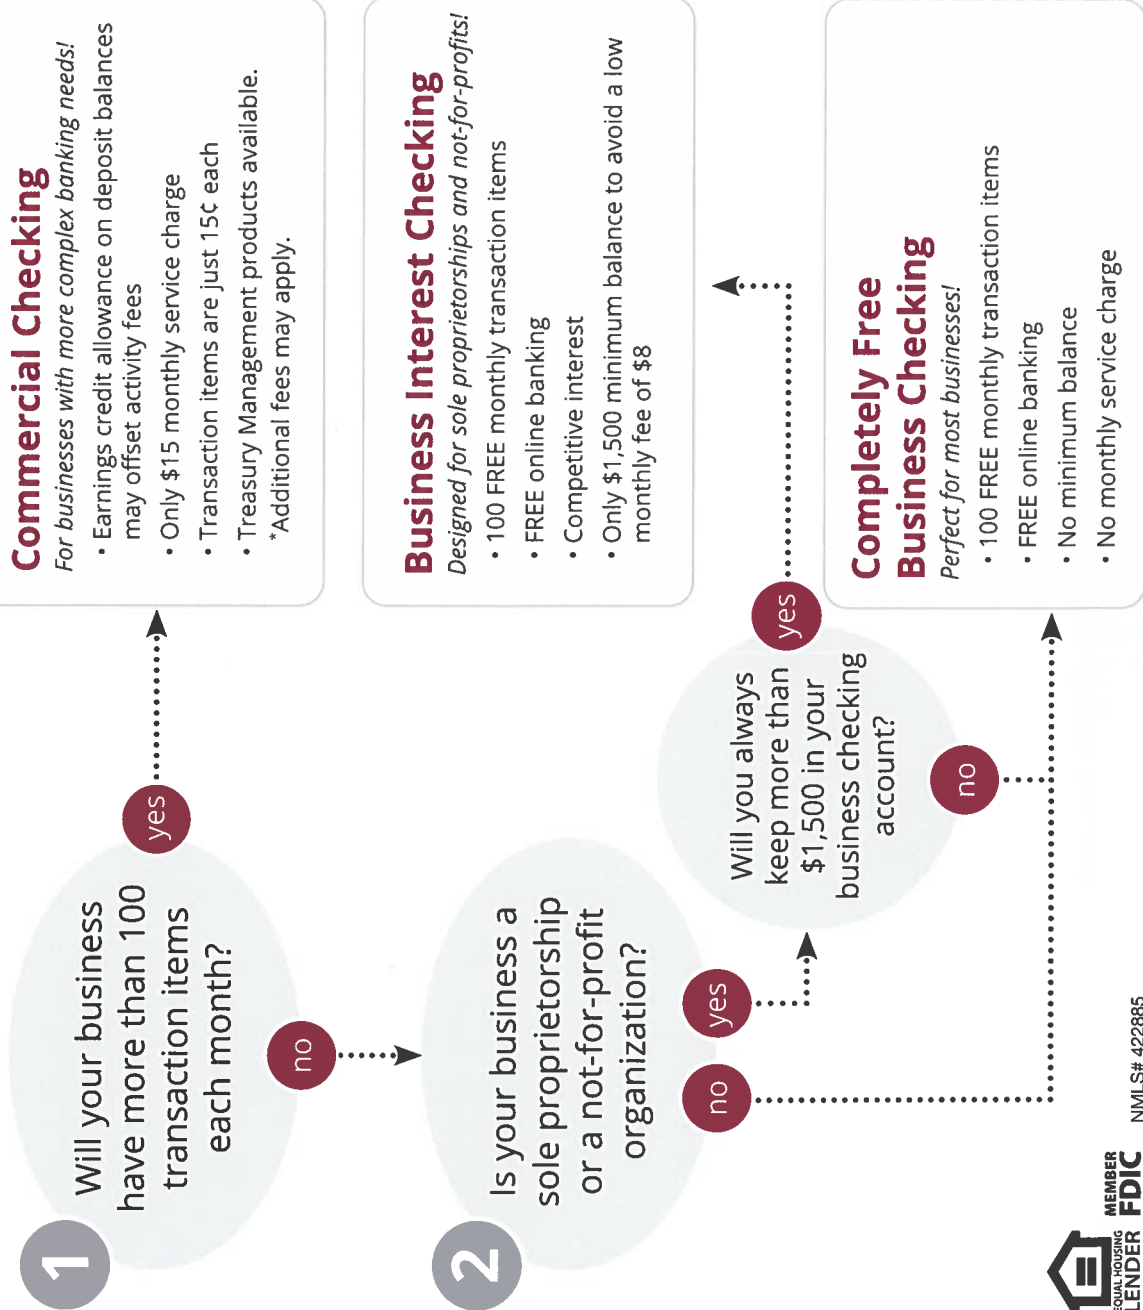 1
Will your business
have more than 100
transaction items
each month?
yes
no
Commercial Checking
For businesses with more complex banking needs!
• Earnings credit allowance on deposit balances
may offset activity fees
• Only $15 monthly service charge
• Transaction items are just 15¢ each
• Treasury Management products available.
*Additional fees may apply.
2
Is your business a
sole proprietorship
or a not-for-profit
organization?
no
yes
Will you always
keep more than
$1,500 in your
business checking
account?
yes
no
Business Interest Checking
Designed for sole proprietorships and not-for-profits!
• 100 FREE monthly transaction items
• FREE online banking
• Competitive interest
• Only $1,500 minimum balance to avoid a low
monthly fee of $8
Completely Free
Business Checking
Perfect for most businesses!
• 100 FREE monthly transaction items
• FREE online banking
• No minimum balance
• No monthly service charge
EQUAL HOUSING
LENDER
MEMBER
FDIC
NMLS# 422885